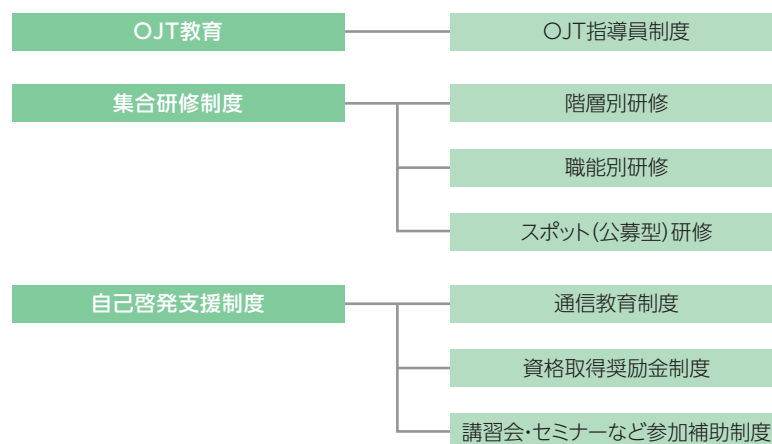 OJT教育
OJT指導員制度
集合研修制度
階層別研修
職能別研修
スポット(公募型)研修
自己啓発支援制度
通信教育制度
資格取得奨励金制度
講習会・セミナーなど参加補助制度